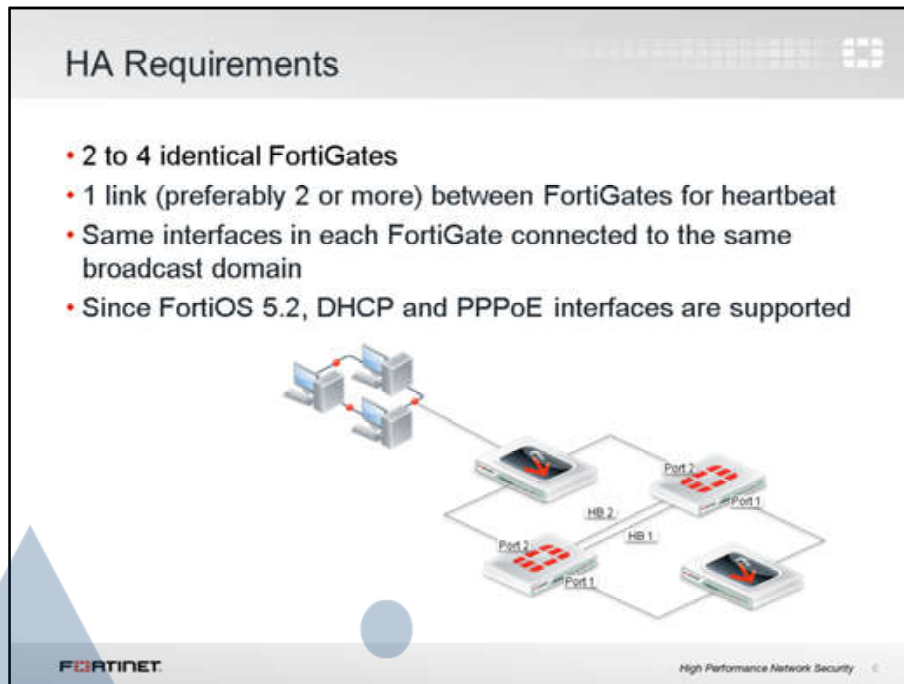 HA Requirements
• 2 to 4 identical FortiGates
• 1 link (preferably 2 or more) between FortiGates for heartbeat
• Same interfaces in each FortiGate connected to the same
broadcast domain
• Since FortiOS 5.2, DHCP and PPPoE interfaces are supported
Port 2
Port 1
HB 2
HB 1
Port 2
Port 1
FORTINET
High Performance Network Security